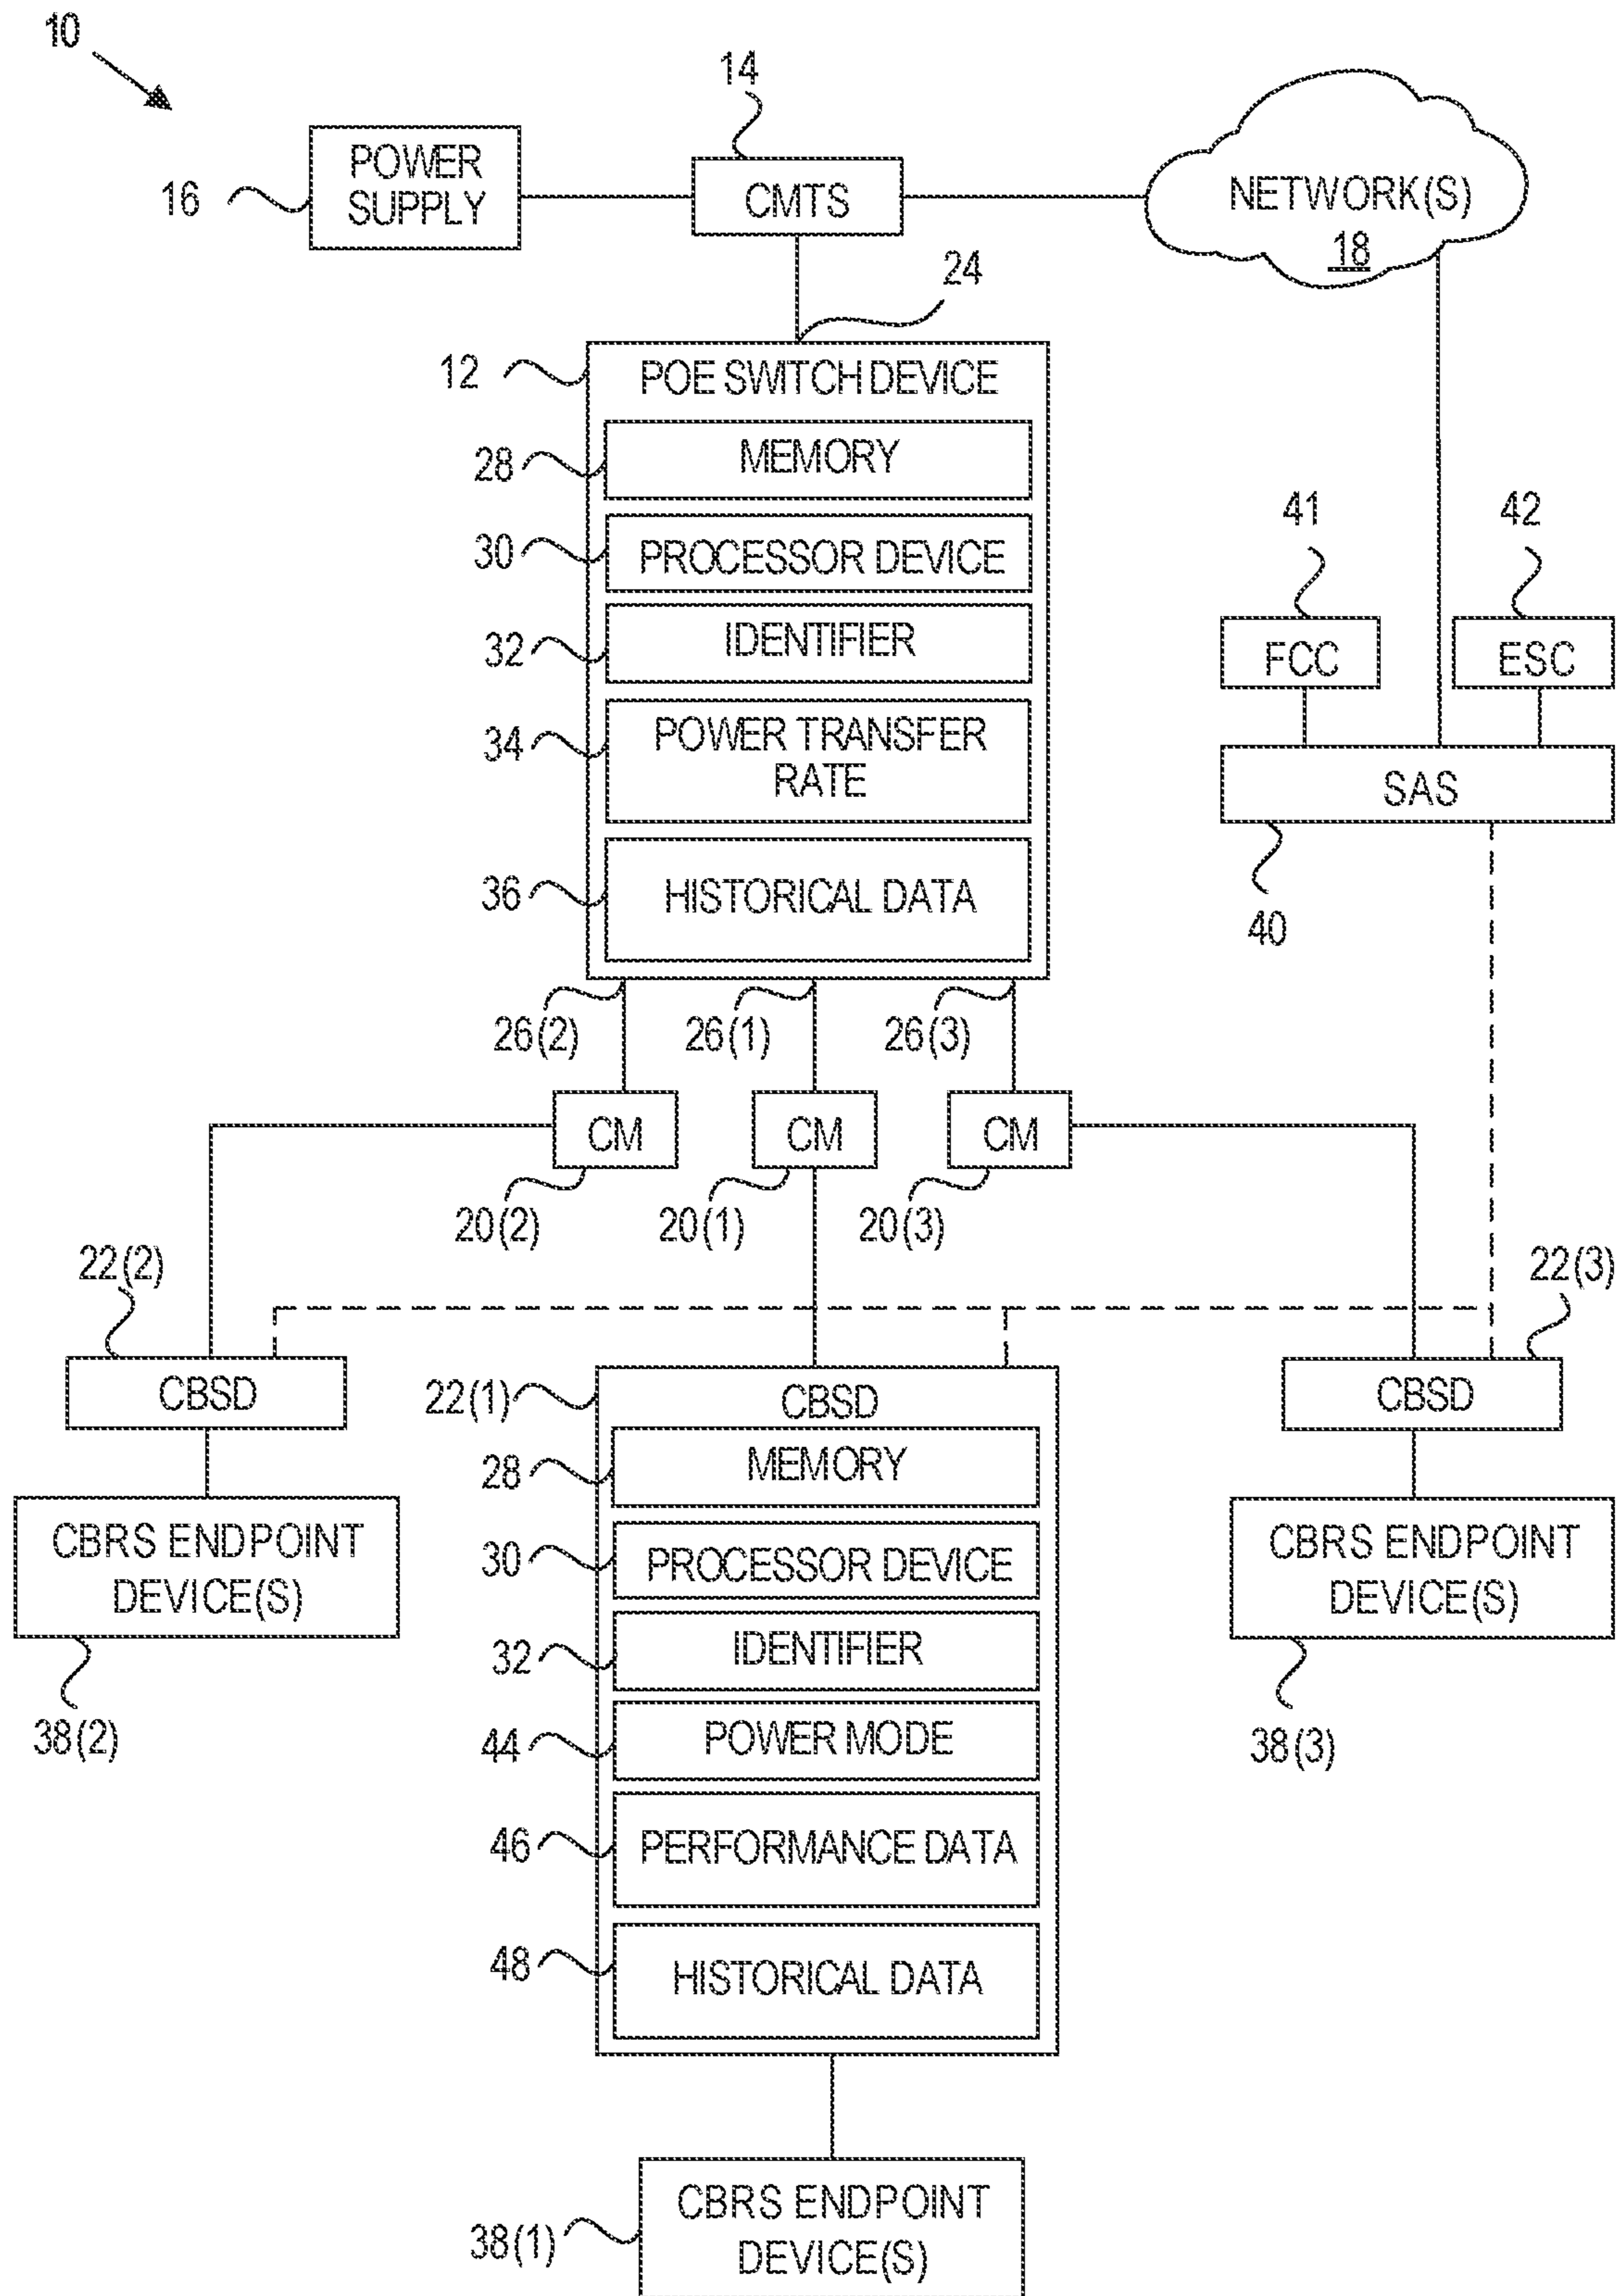 10
14
POWER
SUPPLY
16
CMTS
NETWORK(S)
18
24
12
POE SWITCH DEVICE
28
MEMORY
30
PROCESSOR DEVICE
32
IDENTIFIER
34
POWER TRANSFER
RATE
36
HISTORICAL DATA
41
42
FCC
ESC
SAS
40
26(2)
26(1)
26(3)
CM
CM
CM
20(2)
20(1)
20(3)
22(2)
22(3)
CBSD
22(1)
CBSD
CBSD
28
MEMORY
30
PROCESSOR DEVICE
32
IDENTIFIER
44
POWER MODE
46
PERFORMANCE DATA
48
HISTORICAL DATA
CBRS ENDPOINT
DEVICE(S)
38(2)
CBRS ENDPOINT
DEVICE(S)
38(3)
38(1)
CBRS ENDPOINT
DEVICE(S)